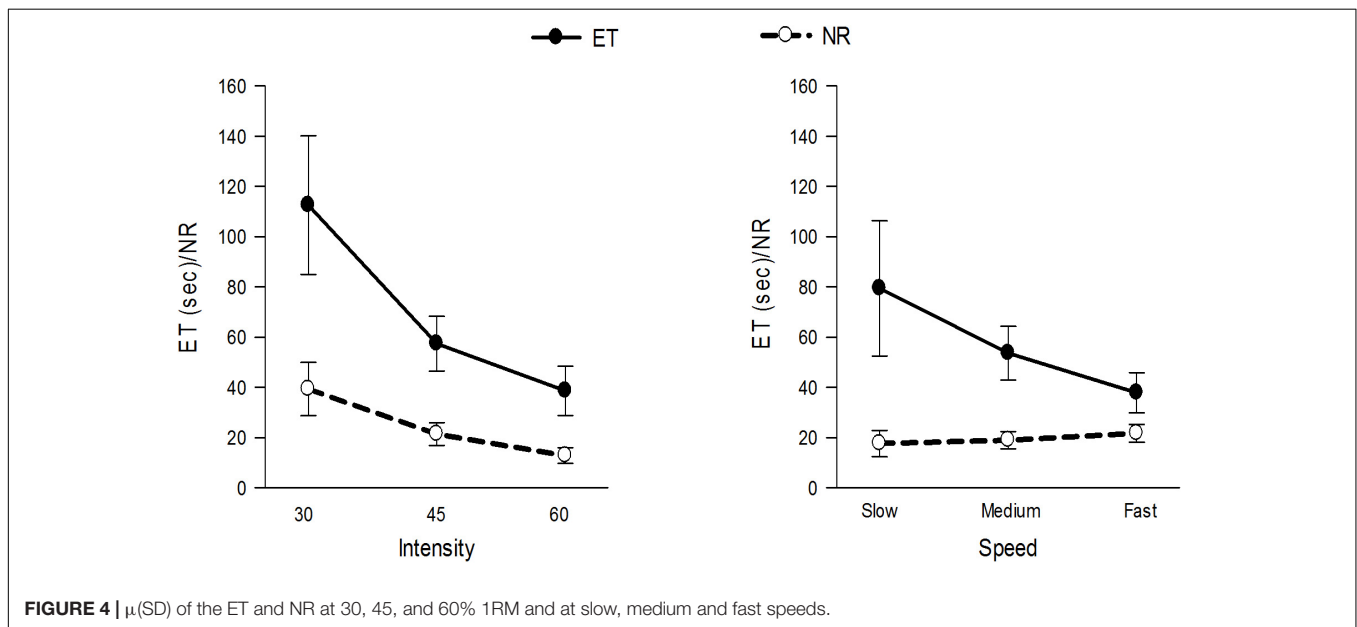 ET
NR
160
140
120
100
80
60
40
20
0
ET (sec)/NR
30 45 60
Intensity
160
140
120
100
80
60
40
20
0
ET (sec)/NR
Slow Medium Fast
Speed
FIGURE 4 | μ(SD) of the ET and NR at 30, 45, and 60% 1RM and at slow, medium and fast speeds.